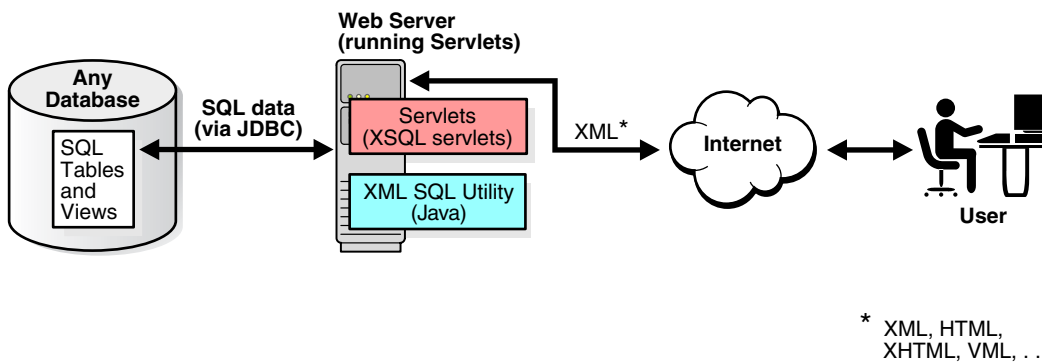 Web Server
(running Servlets)
Any
Database
SQL
Tables
and
Views
SQL data
(via JDBC)
Servlets
(XSQL servlets)
XML SQL Utility
(Java)
XML*
Internet
User
* XML, HTML,
XHTML, VML, . .